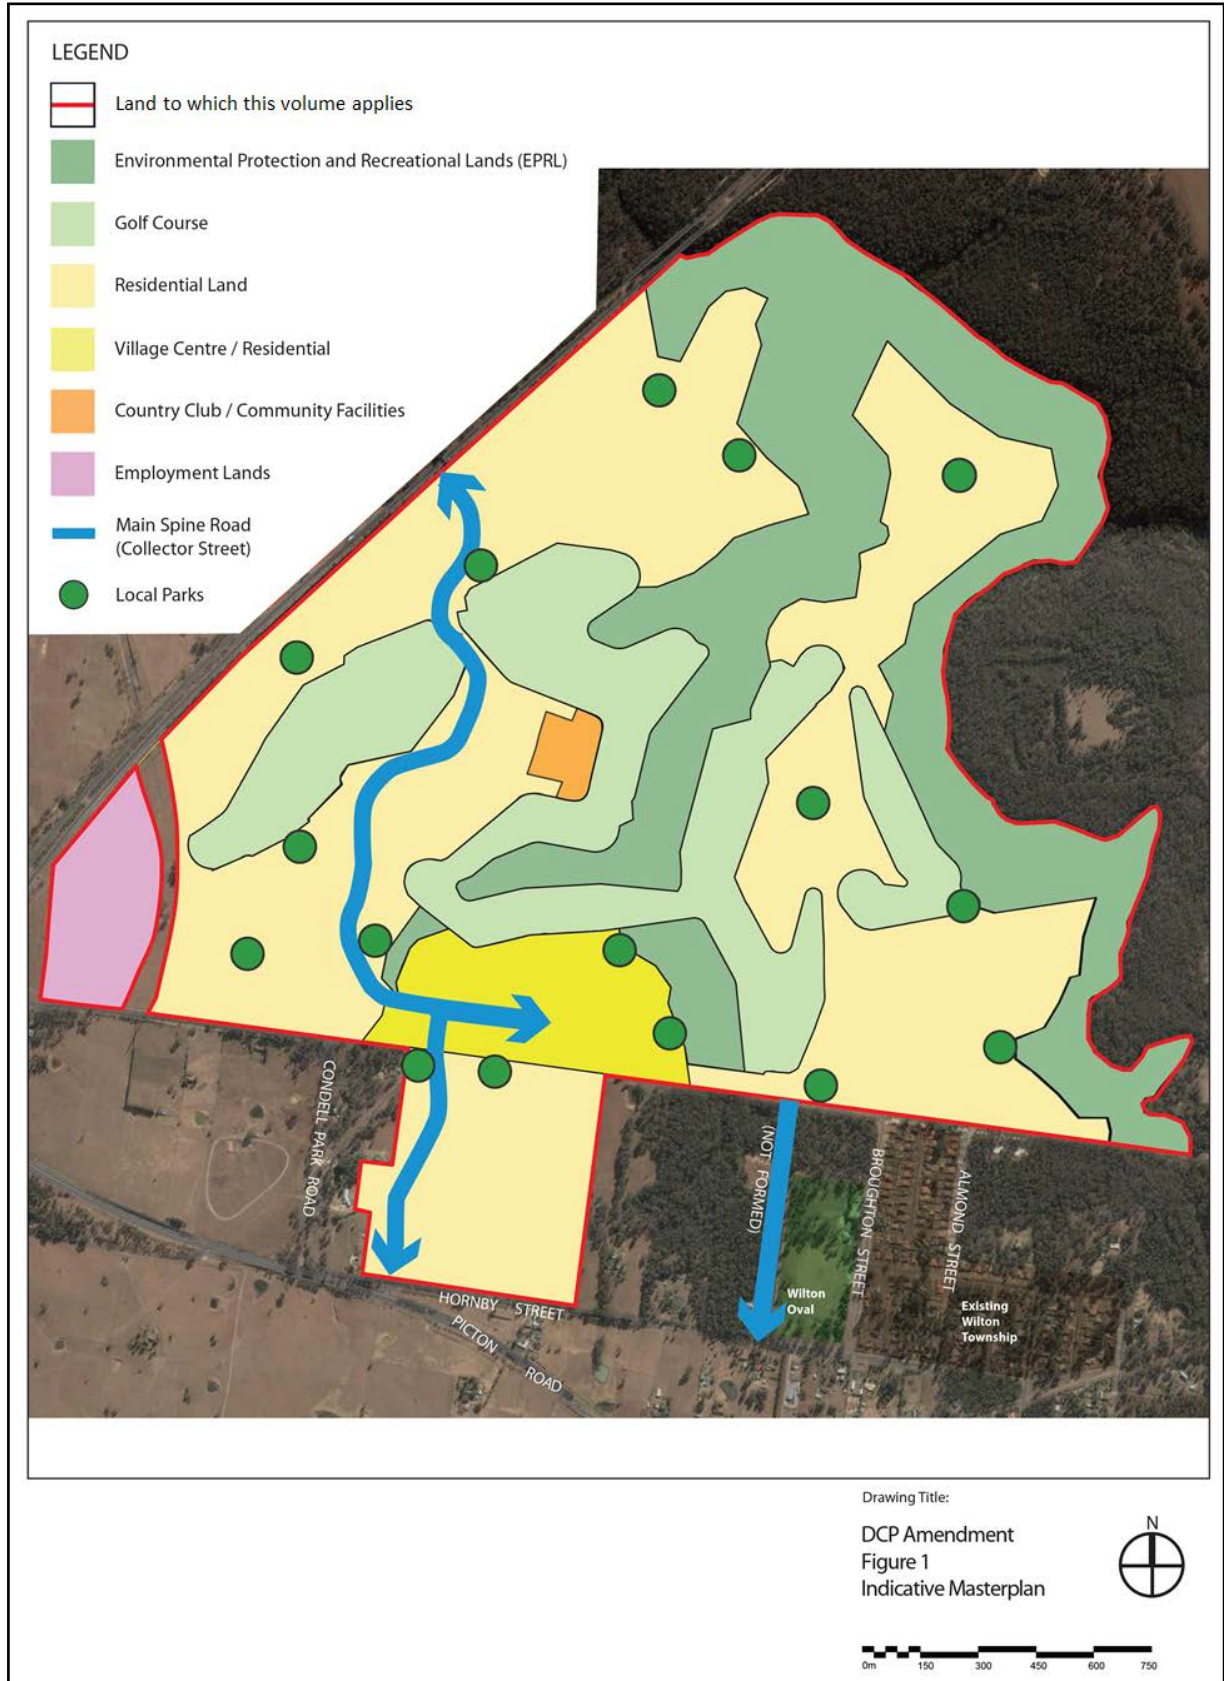 LEGEND
Land to which this volume applies
Environmental Protection and Recreational Lands (EPRL)
Golf Course
Residential Land
Village Centre / Residential
Country Club / Community Facilities
Employment Lands
Main Spine Road
(Collector Street)
Local Parks
CONDELL PARK ROAD
(NOT FORMED)
BROUGHTON STREET
ALMOND STREET
Wilton
Oval
Existing
Wilton
Township
HORNBY STREET
PICTON ROAD
Drawing Title:
DCP Amendment
Figure 1
Indicative Masterplan
N
0m 150 300 450 600 750